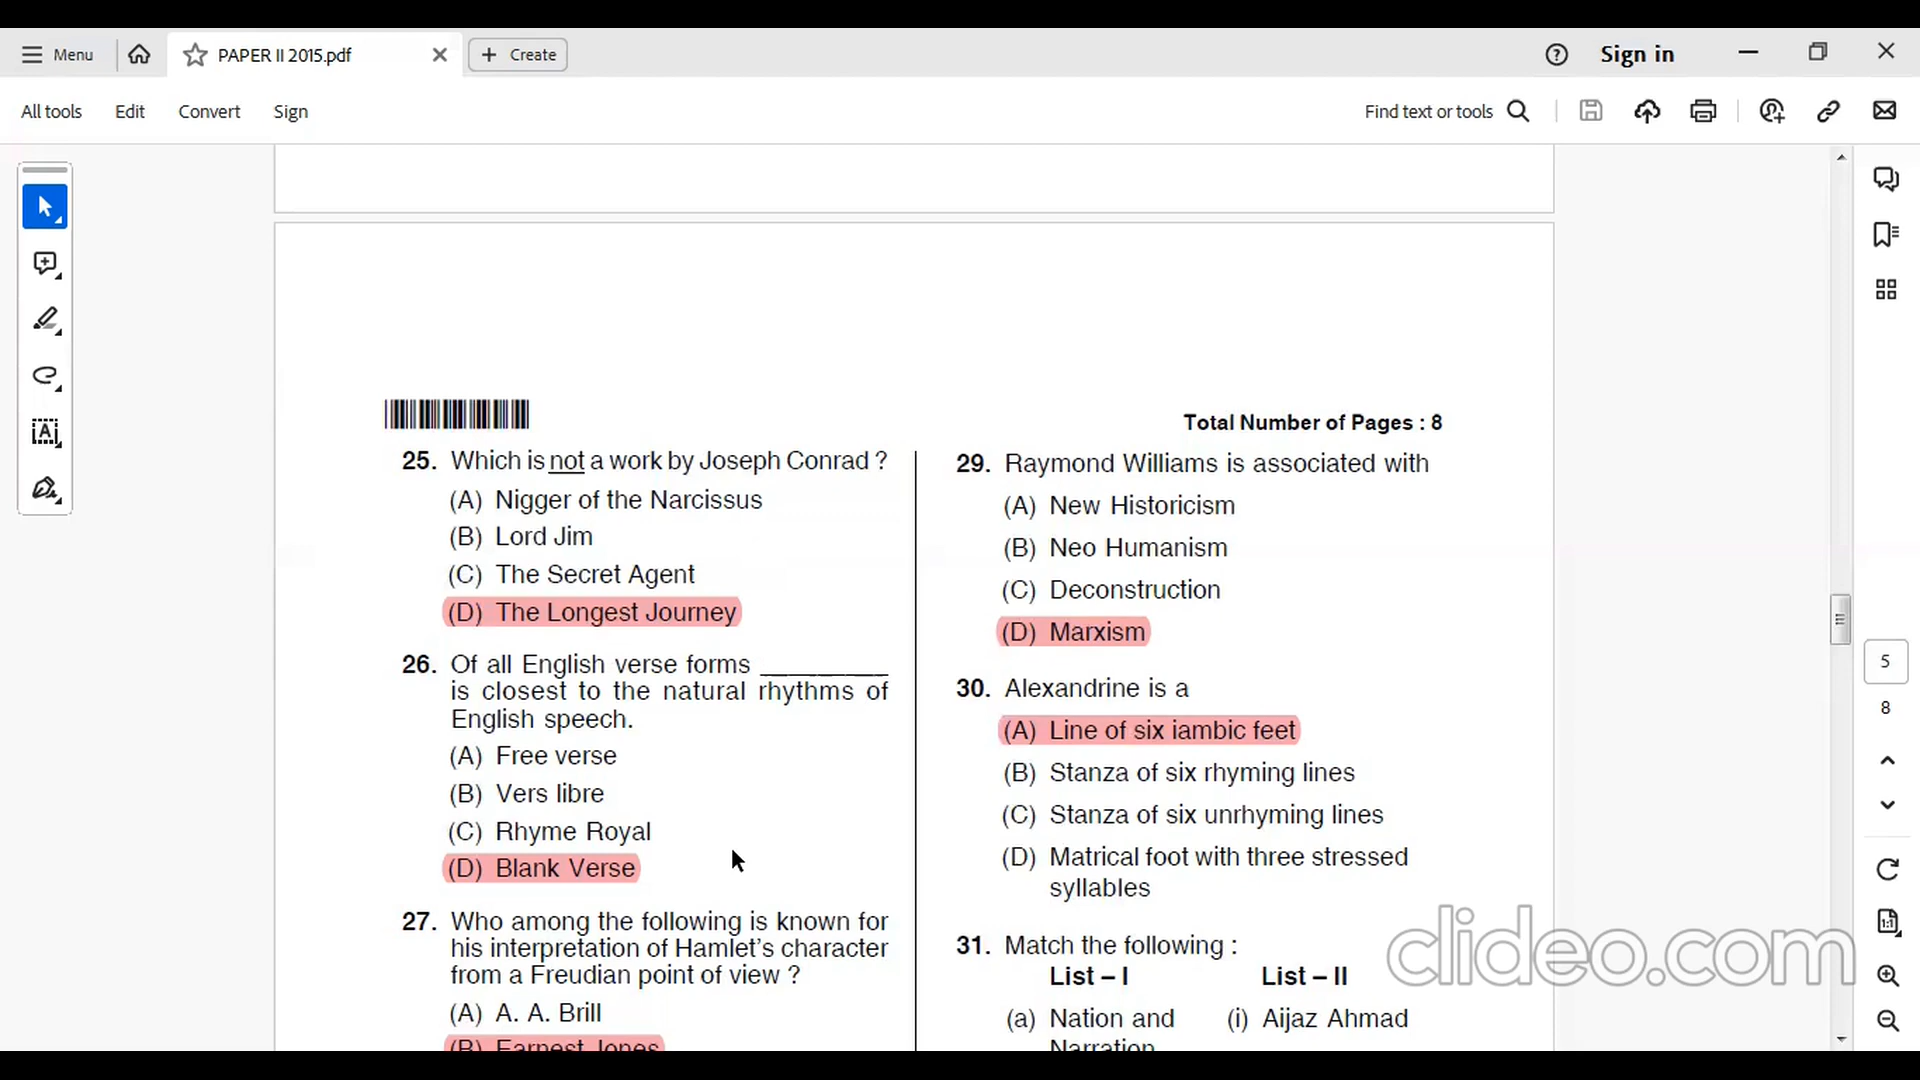 Menu
PAPER II 2015.pdf
Create
Sign in
All tools
Edit
Convert
Sign
Find text or tools
Total Number of Pages : 8
25. Which is not a work by Joseph Conrad ?
(A) Nigger of the Narcissus
(B) Lord Jim
(C) The Secret Agent
(D) The Longest Journey
26. Of all English verse forms _________
is closest to the natural rhythms of
English speech.
(A) Free verse
(B) Vers libre
(C) Rhyme Royal
(D) Blank Verse
27. Who among the following is known for
his interpretation of Hamlet's character
from a Freudian point of view ?
(A) A. A. Brill
(B) Earnest Jones
29. Raymond Williams is associated with
(A) New Historicism
(B) Neo Humanism
(C) Deconstruction
(D) Marxism
30. Alexandrine is a
(A) Line of six iambic feet
(B) Stanza of six rhyming lines
(C) Stanza of six unrhyming lines
(D) Matrical foot with three stressed
syllables
31. Match the following :
List – I List – II
(a) Nation and (i) Aijaz Ahmad
Narration
5
8
1:1
clideo.com